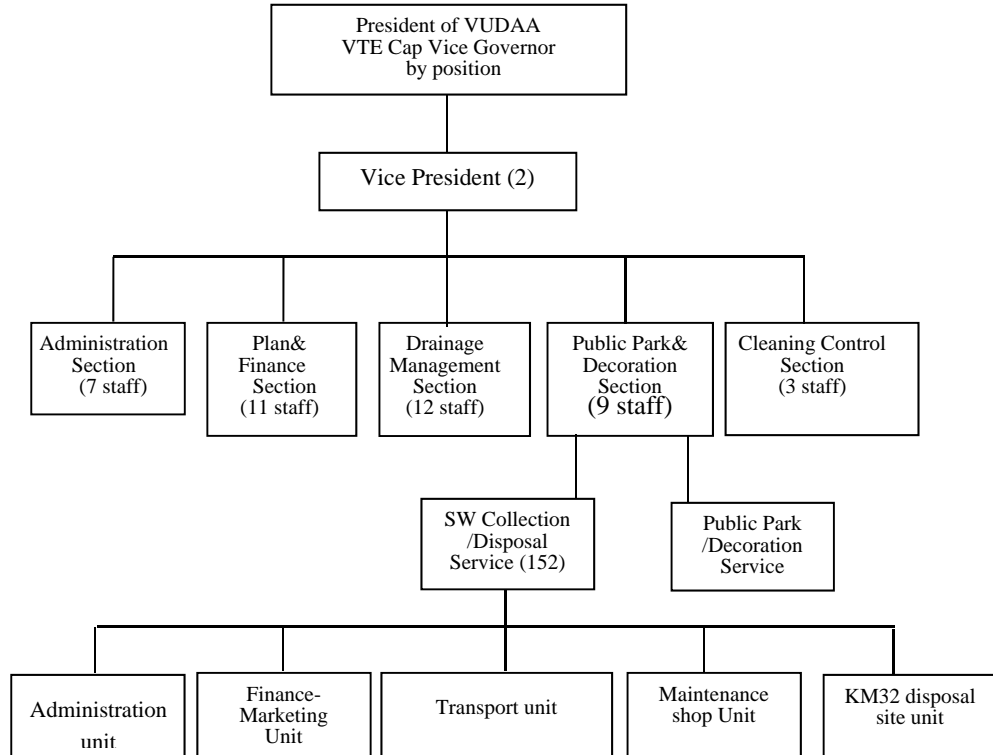 President of VUDAA
VTE Cap Vice Governor
by position
Vice President (2)
Administration
Section
(7 staff)
Plan&
Finance
Section
(11 staff)
Drainage
Management
Section
(12 staff)
Public Park&
Decoration
Section
(9 staff)
Cleaning Control
Section
(3 staff)
SW Collection
/Disposal
Service (152)
Public Park
/Decoration
Service
Administration
unit
Finance-
Marketing
Unit
Transport unit
Maintenance
shop Unit
KM32 disposal
site unit